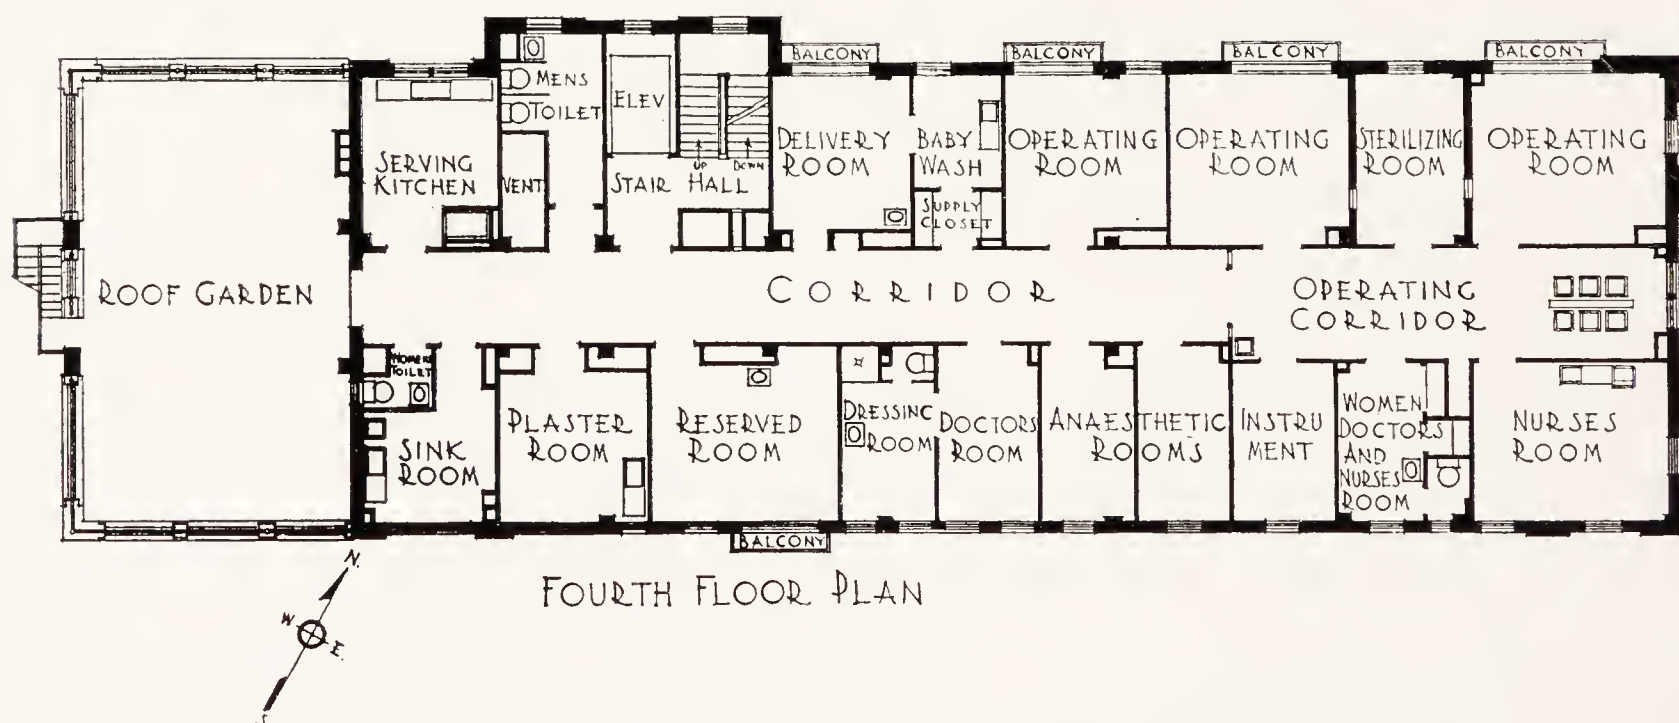 BALCONY
BALCONY
BALCONY
BALCONY
MENS
TOILET
ELEV
SERVING
KITCHEN
VENT
UP
DOWN
STAIR HALL
DELIVERY
ROOM
BABY
WASH
SUPPLY
CLOSET
OPERATING
ROOM
OPERATING
ROOM
STERILIZING
ROOM
OPERATING
ROOM
ROOF GARDEN
CORRIDOR
OPERATING
CORRIDOR
WOMENS
TOILET
SINK
ROOM
PLASTER
ROOM
RESERVED
ROOM
DRESSING
ROOM
DOCTORS
ROOM
ANAESTHETIC
ROOMS
INSTRU
MENT
WOMEN
DOCTORS
AND
NURSES
ROOM
NURSES
ROOM
BALCONY
FOURTH FLOOR PLAN
N.
W.
E.
S.